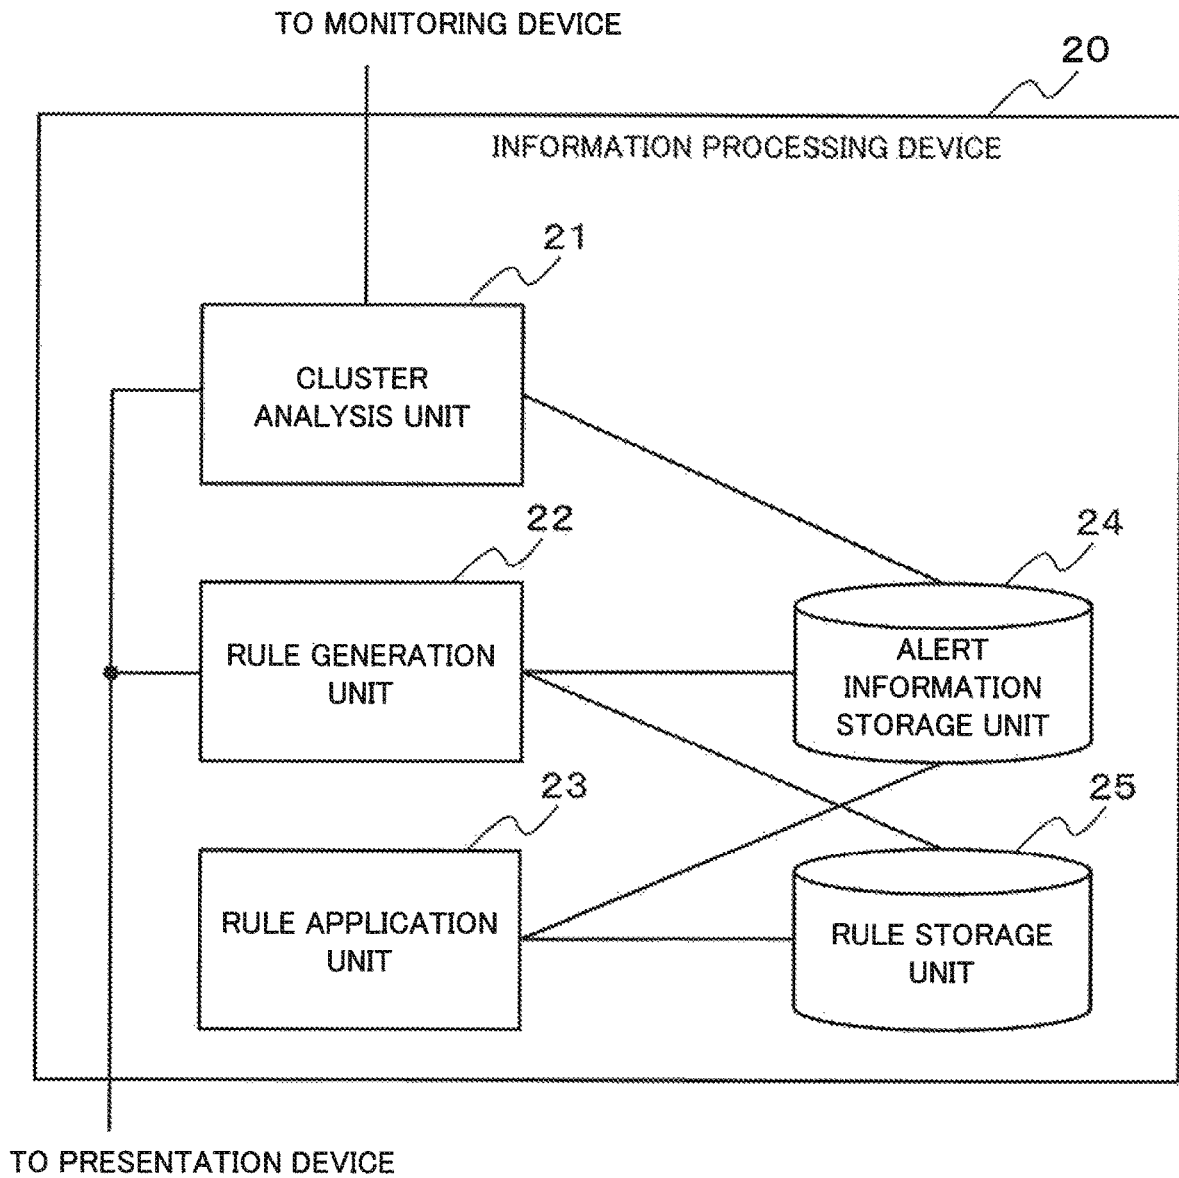 TO MONITORING DEVICE
20
INFORMATION PROCESSING DEVICE
21
CLUSTER
ANALYSIS UNIT
22
RULE GENERATION
UNIT
24
ALERT
INFORMATION
STORAGE UNIT
23
RULE APPLICATION
UNIT
25
RULE STORAGE
UNIT
TO PRESENTATION DEVICE